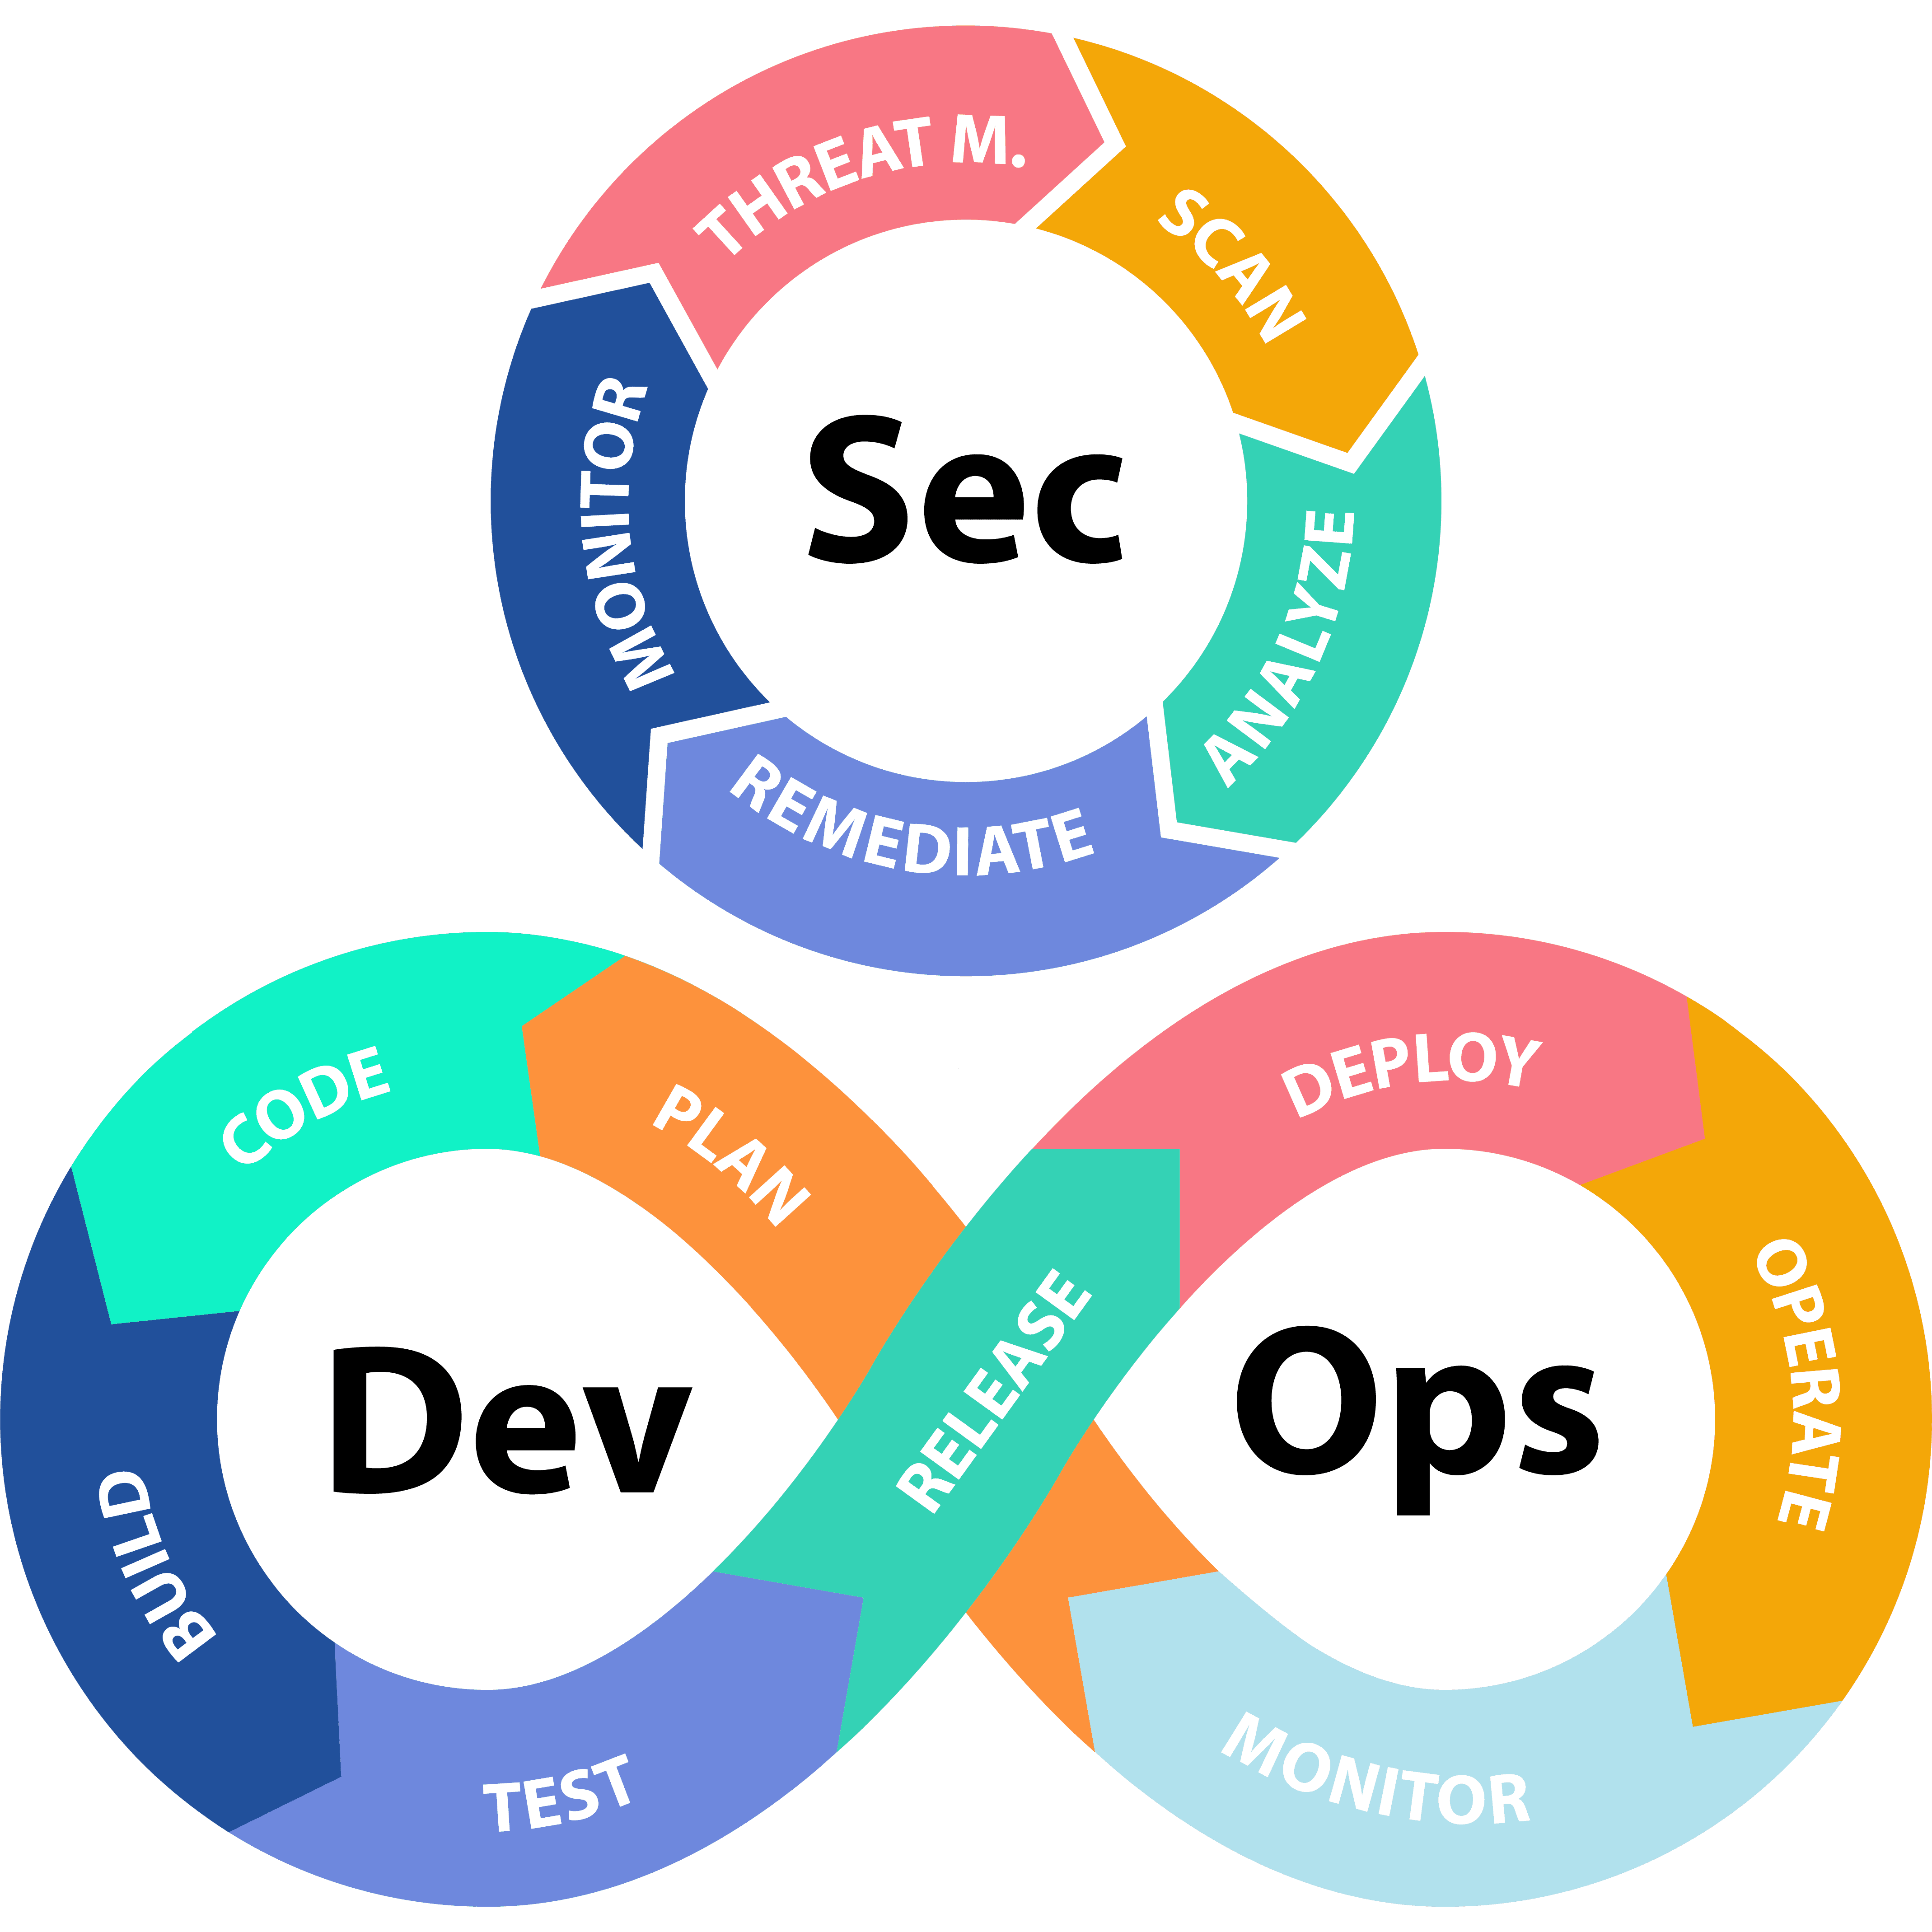 THREAT M.
SCAN
ANALYZE
REMEDIATE
MONITOR
Sec
PLAN
CODE
BUILD
TEST
Dev
RELEASE
DEPLOY
OPERATE
MONITOR
Ops